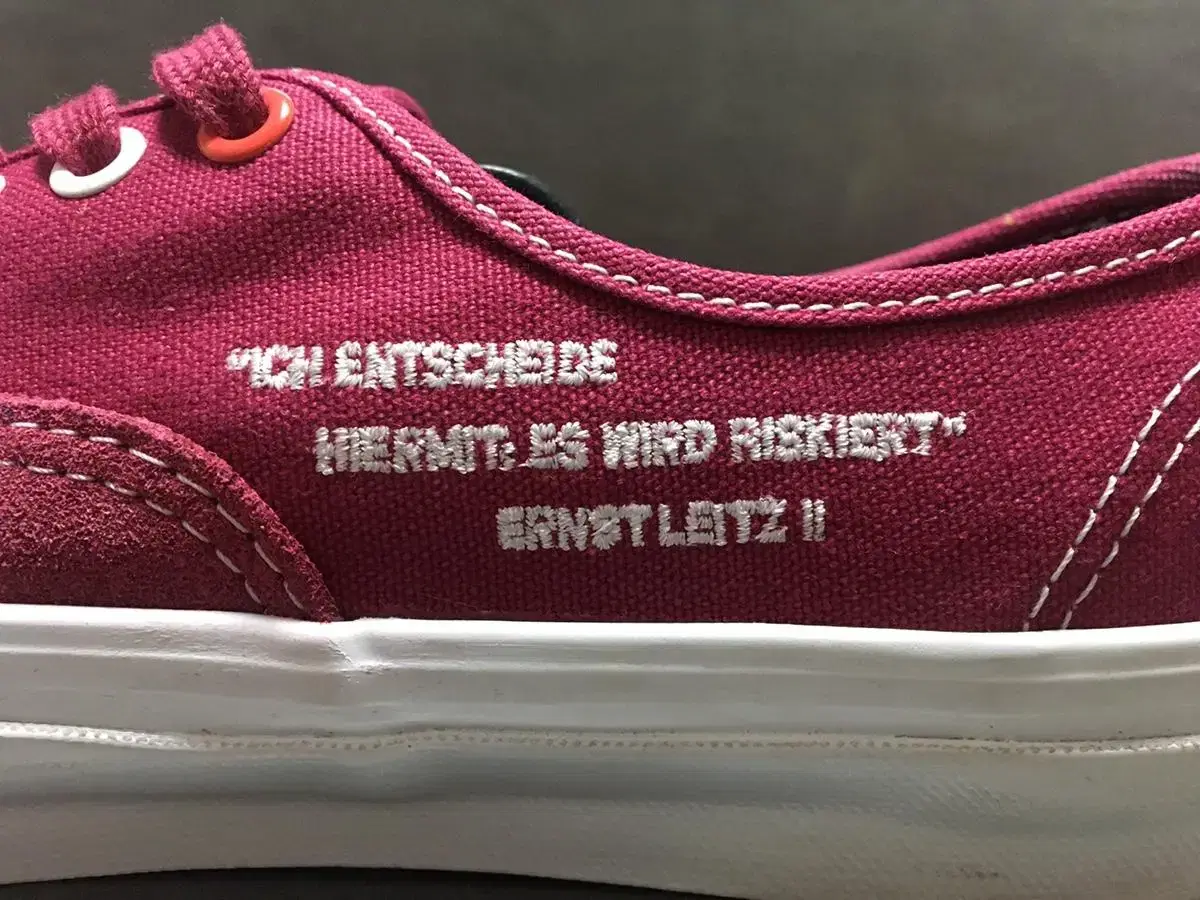 "ICH ENTSCHEIDE
HIERMIT: ES WIRD RISKIERT"
ERNST LEITZ II